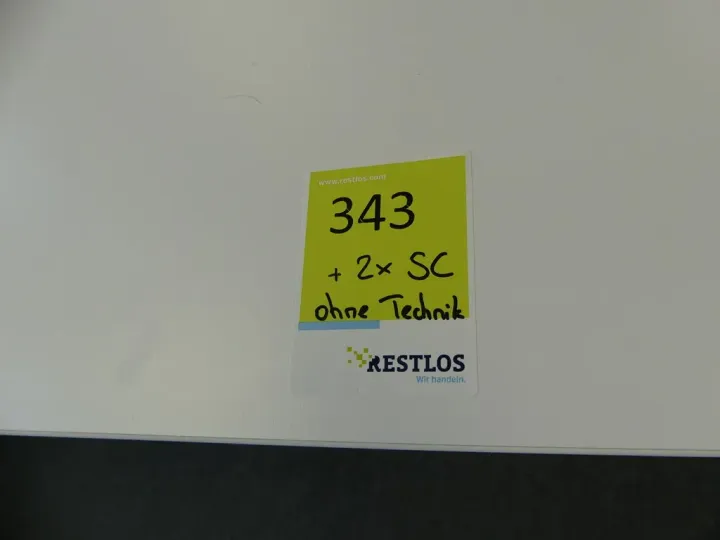 www.restlos.com
343
+ 2x SC
ohne Technik
RESTLOS
Wir handeln.